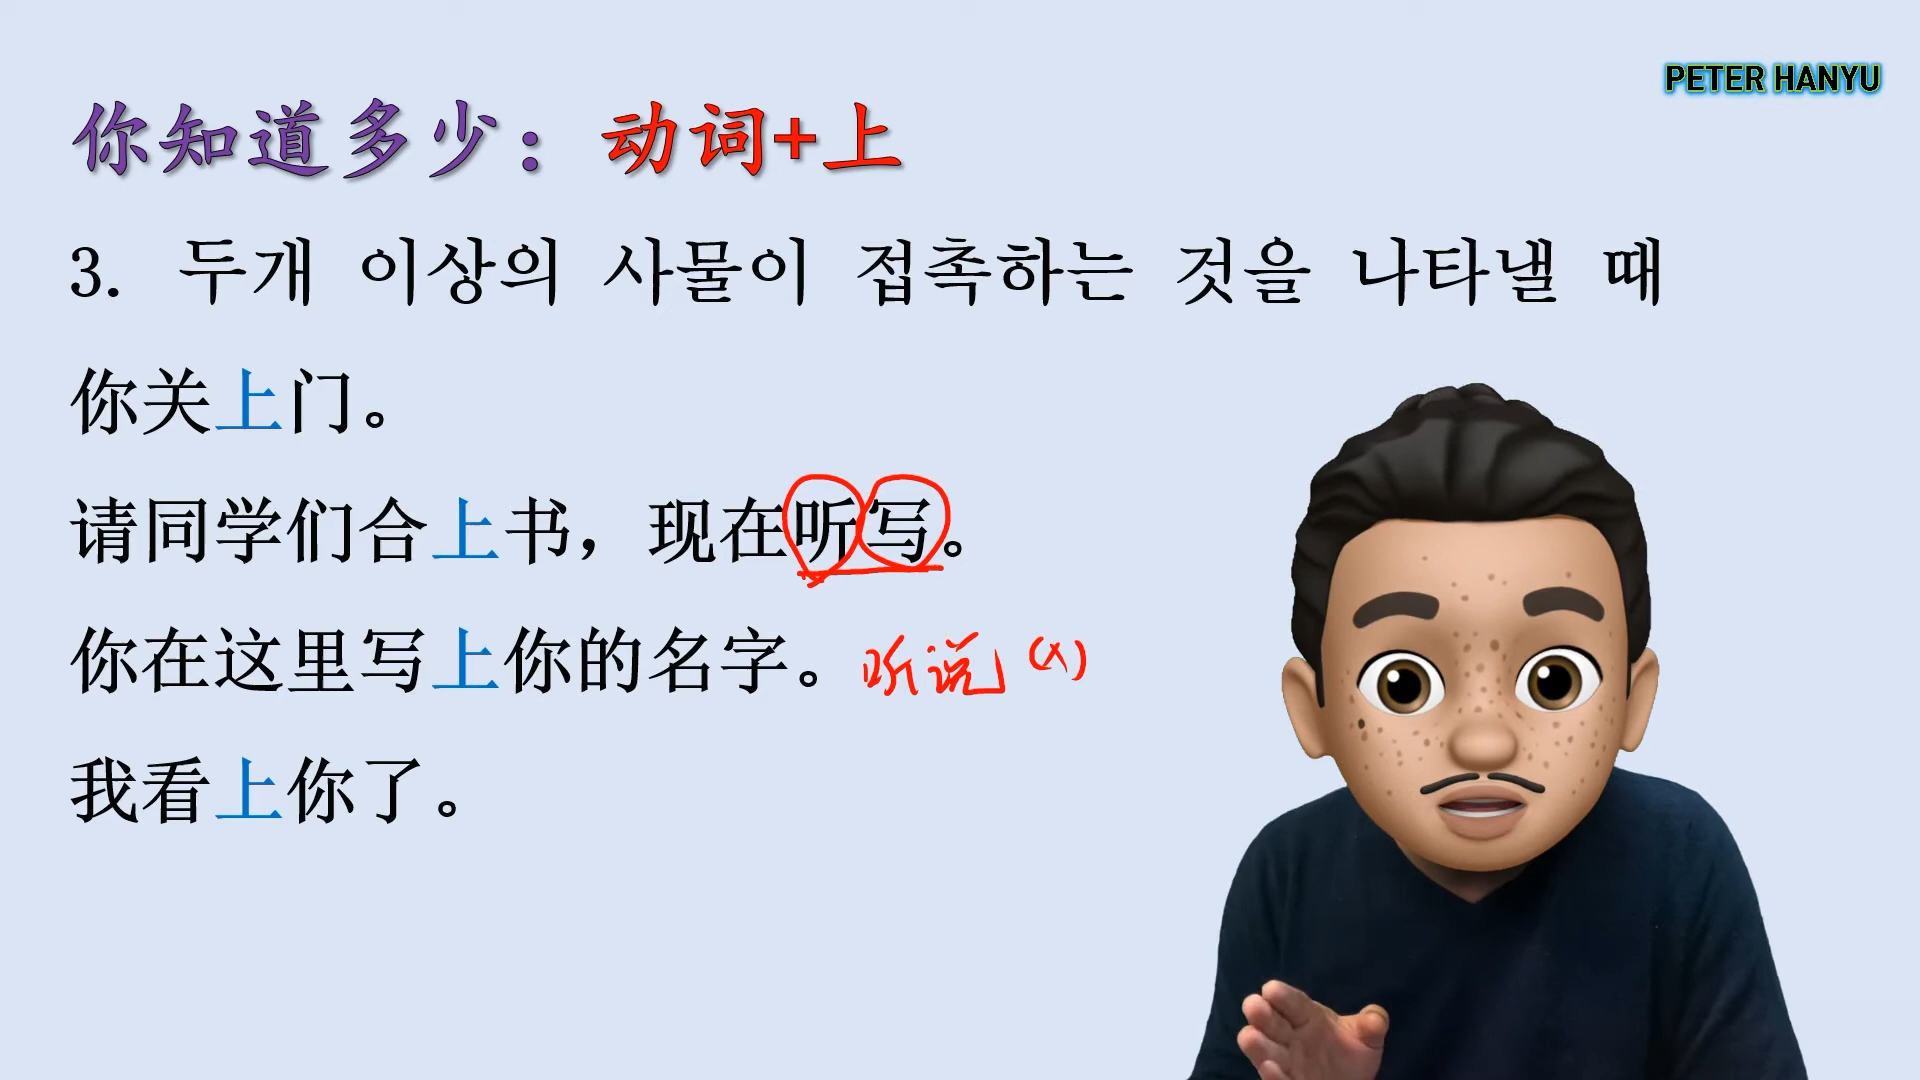 PETER HANYU
你知道多少：动词+上
3. 두개 이상의 사물이 접촉하는 것을 나타낼 때
你关上门。
请同学们合上书，现在听写。
你在这里写上你的名字。听说 (x)
我看上你了。